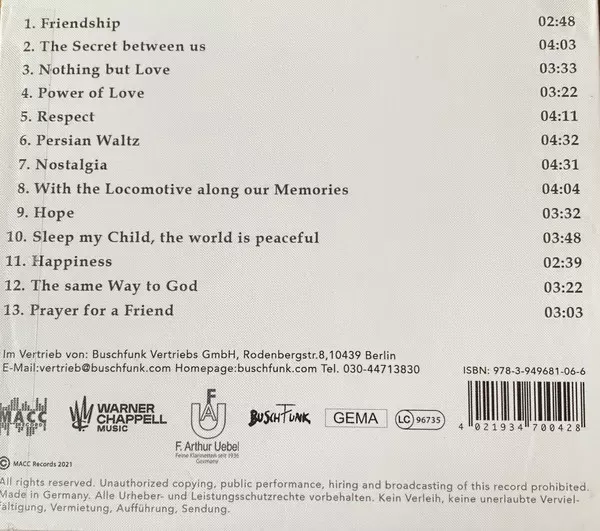 1. Friendship 02:48
2. The Secret between us 04:03
3. Nothing but Love 03:33
4. Power of Love 03:22
5. Respect 04:11
6. Persian Waltz 04:32
7. Nostalgia 04:31
8. With the Locomotive along our Memories 04:04
9. Hope 03:32
10. Sleep my Child, the world is peaceful 03:48
11. Happiness 02:39
12. The same Way to God 03:22
13. Prayer for a Friend 03:03
Im Vertrieb von: Buschfunk Vertriebs GmbH, Rodenbergstr.8,10439 Berlin
E-Mail:vertrieb@buschfunk.com Homepage:buschfunk.com Tel. 030-44713830
ISBN: 978-3-949681-06-6
MACC
WARNER
CHAPPELL
MUSIC
FAU
F. Arthur Uebel
Feine Klarinetten seit 1936
Germany
BUSCHFUNK
GEMA
LC 96735
4 021934 700428
© MACC Records 2021
All rights reserved. Unauthorized copying, public performance, hiring and broadcasting of this record prohibited.
Made in Germany. Alle Urheber- und Leistungsschutzrechte vorbehalten. Kein Verleih, keine unerlaubte Verviel-
fältigung, Vermietung, Aufführung, Sendung.